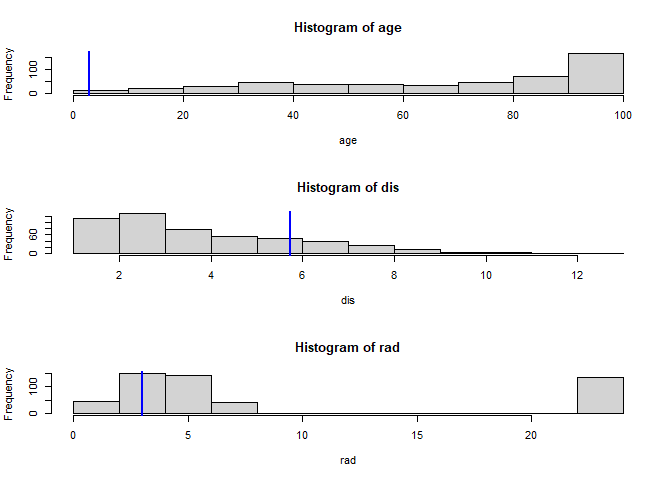 Histogram of age
Frequency
0 100
0 20 40 60 80 100
age
Histogram of dis
Frequency
0 60
2 4 6 8 10 12
dis
Histogram of rad
Frequency
0 100
0 5 10 15 20
rad